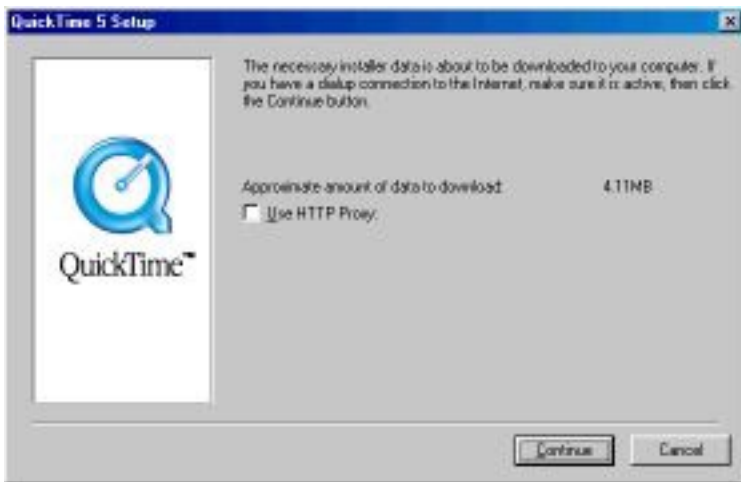 QuickTime 5 Setup
The necessary installer data is about to be downloaded to your computer. If
you have a dialup connection to the Internet, make sure it is active, then click
the Continue button.
Approximate amount of data to download: 4.11MB
Use HTTP Proxy:
QuickTime™
Continue Cancel